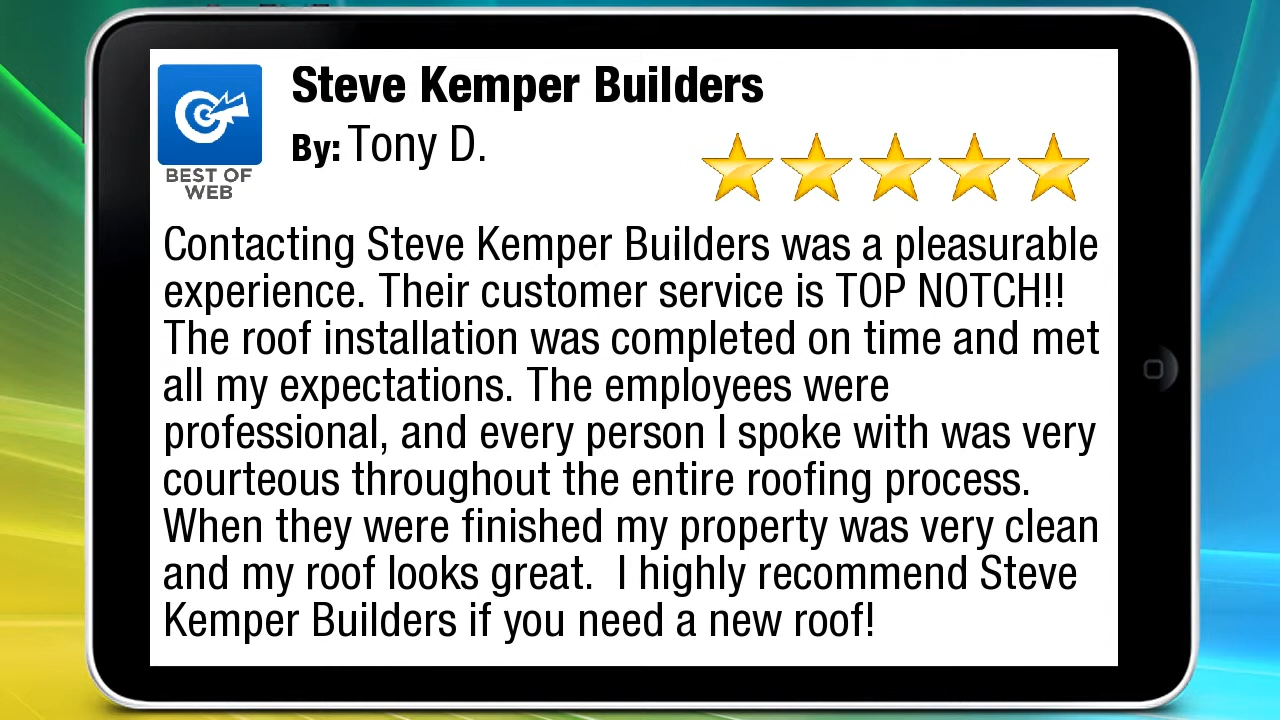 Steve Kemper Builders
By: Tony D.
BEST OF
WEB
Contacting Steve Kemper Builders was a pleasurable
experience. Their customer service is TOP NOTCH!!
The roof installation was completed on time and met
all my expectations. The employees were
professional, and every person I spoke with was very
courteous throughout the entire roofing process.
When they were finished my property was very clean
and my roof looks great.  I highly recommend Steve
Kemper Builders if you need a new roof!